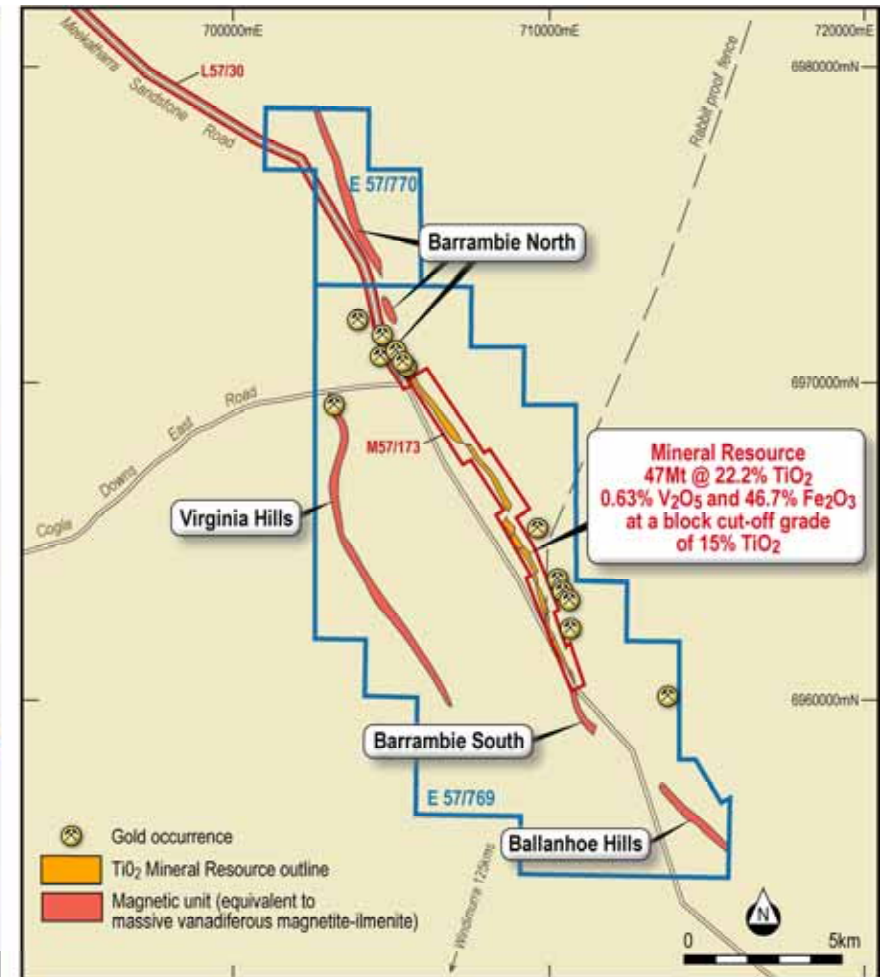 700000mE
710000mE
720000mE
6980000mN
Meekatharra Sandstone Road
L57/30
Rabbit proof fence
E 57/770
Barrambie North
6970000mN
Cogla Downs East Road
M57/173
Mineral Resource
47Mt @ 22.2% TiO₂
0.63% V₂O₅ and 46.7% Fe₂O₃
at a block cut-off grade
of 15% TiO₂
Virginia Hills
6960000mN
Barrambie South
E 57/769
Ballanhoe Hills
Windimurra 125kms
Gold occurrence
TiO₂ Mineral Resource outline
Magnetic unit (equivalent to
massive vanadiferous magnetite-ilmenite)
N
0 5km